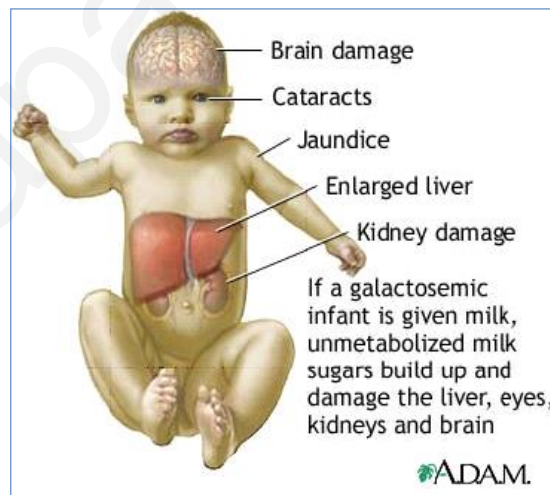 Brain damage
Cataracts
Jaundice
Enlarged liver
Kidney damage
If a galactosemic
infant is given milk,
unmetabolized milk
sugars build up and
damage the liver, eyes,
kidneys and brain
A.D.A.M.